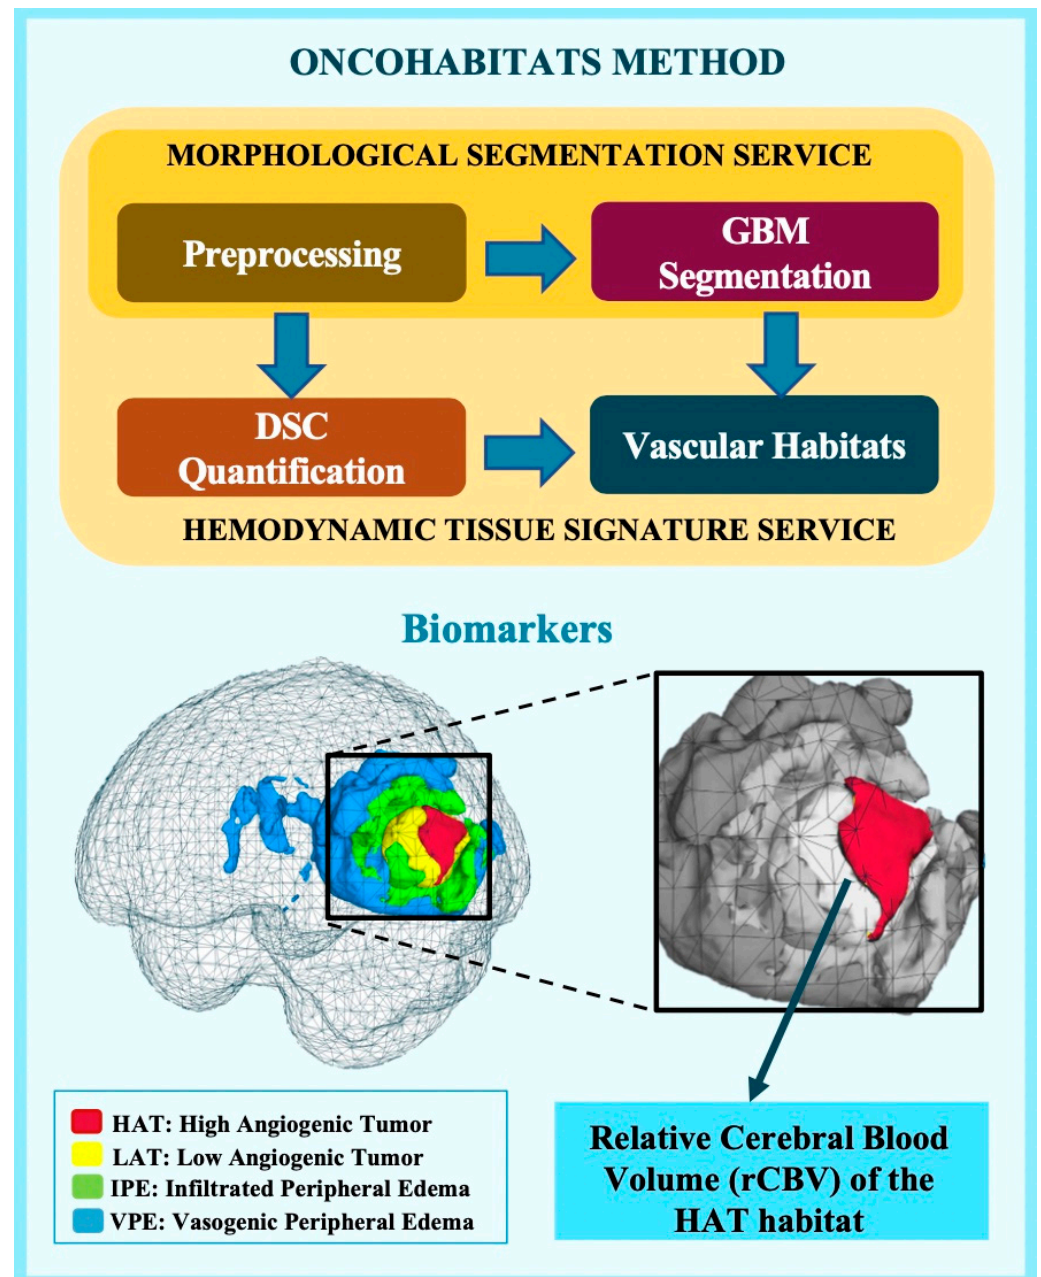 ONCOHABITATS METHOD
MORPHOLOGICAL SEGMENTATION SERVICE
Preprocessing
GBM
Segmentation
DSC
Quantification
Vascular Habitats
HEMODYNAMIC TISSUE SIGNATURE SERVICE
Biomarkers
HAT: High Angiogenic Tumor
LAT: Low Angiogenic Tumor
IPE: Infiltrated Peripheral Edema
VPE: Vasogenic Peripheral Edema
Relative Cerebral Blood
Volume (rCBV) of the
HAT habitat